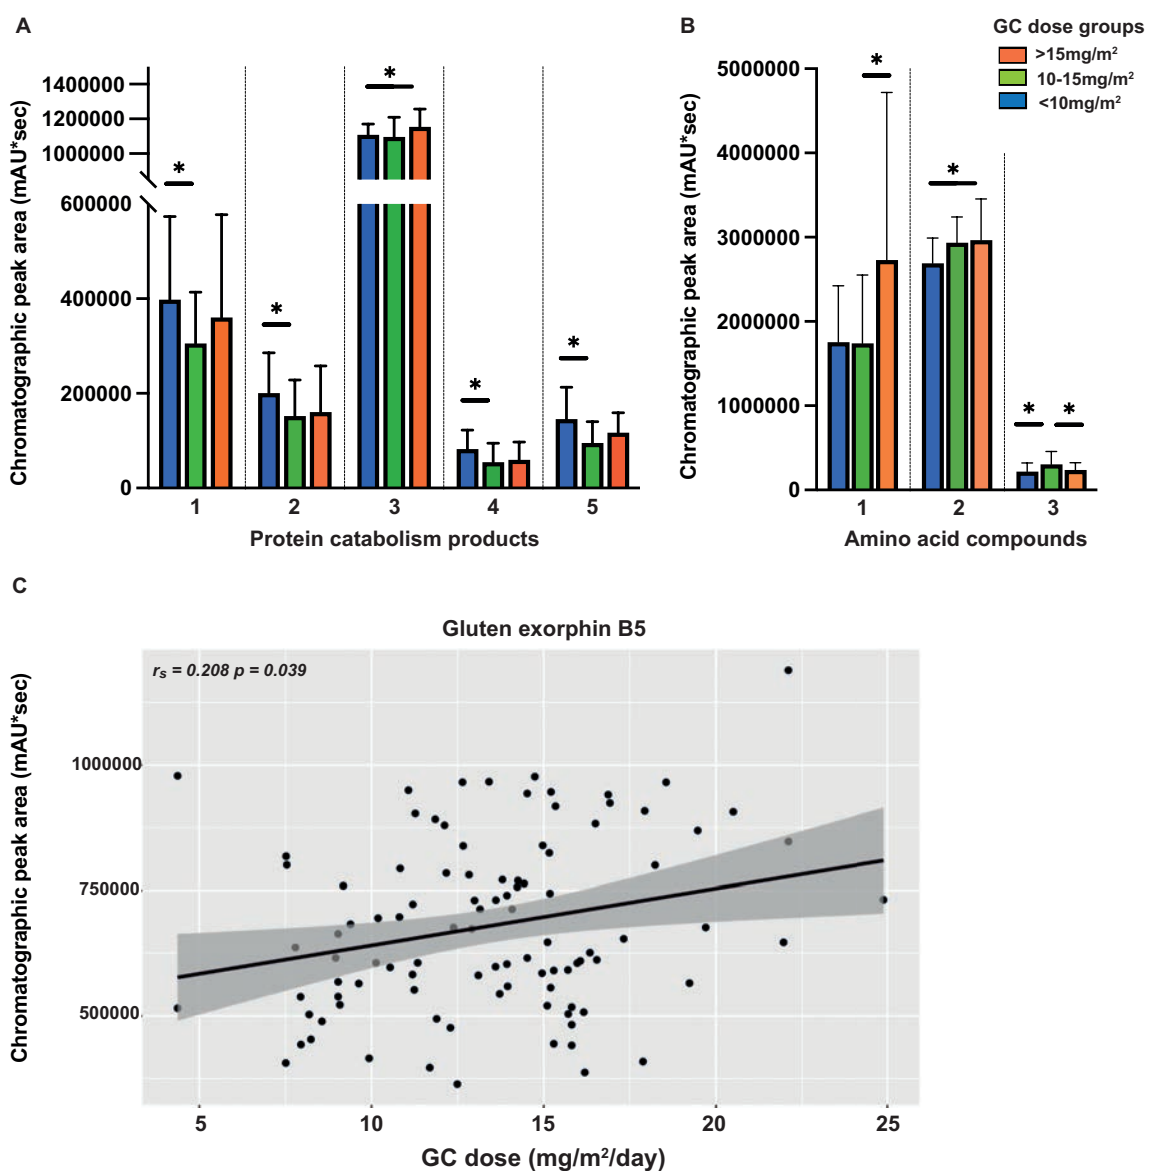 A
Chromatographic peak area (mAU*sec)
1400000
1200000
1000000
600000
400000
200000
0
*
*
*
*
*
1
2
3
4
5
Protein catabolism products
B
GC dose groups
>15mg/m²
10-15mg/m²
<10mg/m²
Chromatographic peak area (mAU*sec)
5000000
4000000
3000000
2000000
1000000
0
*
*
*
*
1
2
3
Amino acid compounds
C
Gluten exorphin B5
rs = 0.208 p = 0.039
Chromatographic peak area (mAU*sec)
1000000
750000
500000
5
10
15
20
25
GC dose (mg/m²/day)